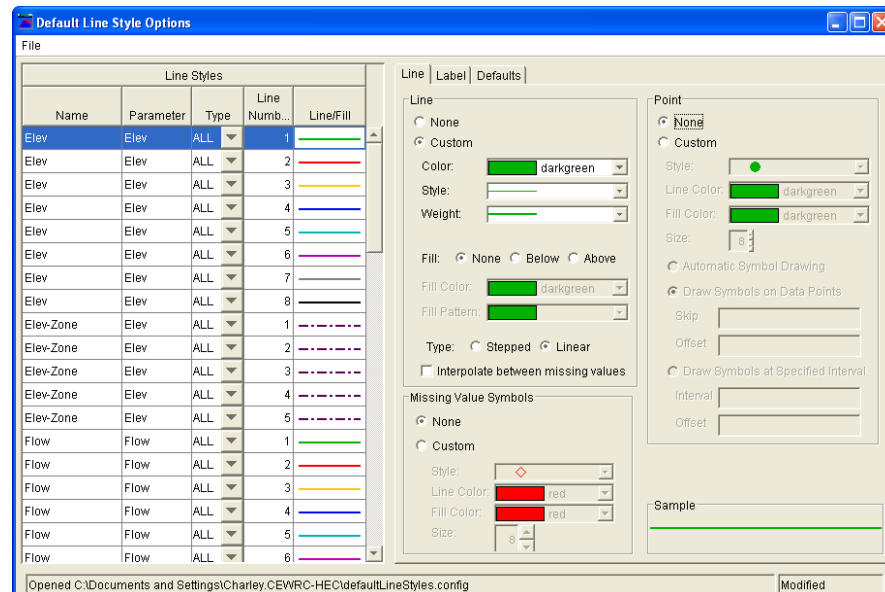 Default Line Style Options
File
Line Styles
Name Parameter Type Line Numb... Line/Fill
Elev Elev ALL 1
Elev Elev ALL 2
Elev Elev ALL 3
Elev Elev ALL 4
Elev Elev ALL 5
Elev Elev ALL 6
Elev Elev ALL 7
Elev Elev ALL 8
Elev-Zone Elev ALL 1
Elev-Zone Elev ALL 2
Elev-Zone Elev ALL 3
Elev-Zone Elev ALL 4
Elev-Zone Elev ALL 5
Flow Flow ALL 1
Flow Flow ALL 2
Flow Flow ALL 3
Flow Flow ALL 4
Flow Flow ALL 5
Flow Flow ALL 6
Line Label Defaults
Line
None
Custom
Color: darkgreen
Style:
Weight:
Fill: None Below Above
Fill Color: darkgreen
Fill Pattern:
Type: Stepped Linear
Interpolate between missing values
Missing Value Symbols
None
Custom
Style:
Line Color: red
Fill Color: red
Size: 8
Point
None
Custom
Style:
Line Color: darkgreen
Fill Color: darkgreen
Size: 8
Automatic Symbol Drawing
Draw Symbols on Data Points
Skip
Offset
Draw Symbols at Specified Interval
Interval
Offset
Sample
Opened C:\Documents and Settings\Charley.CEWRC-HEC\defaultLineStyles.config
Modified